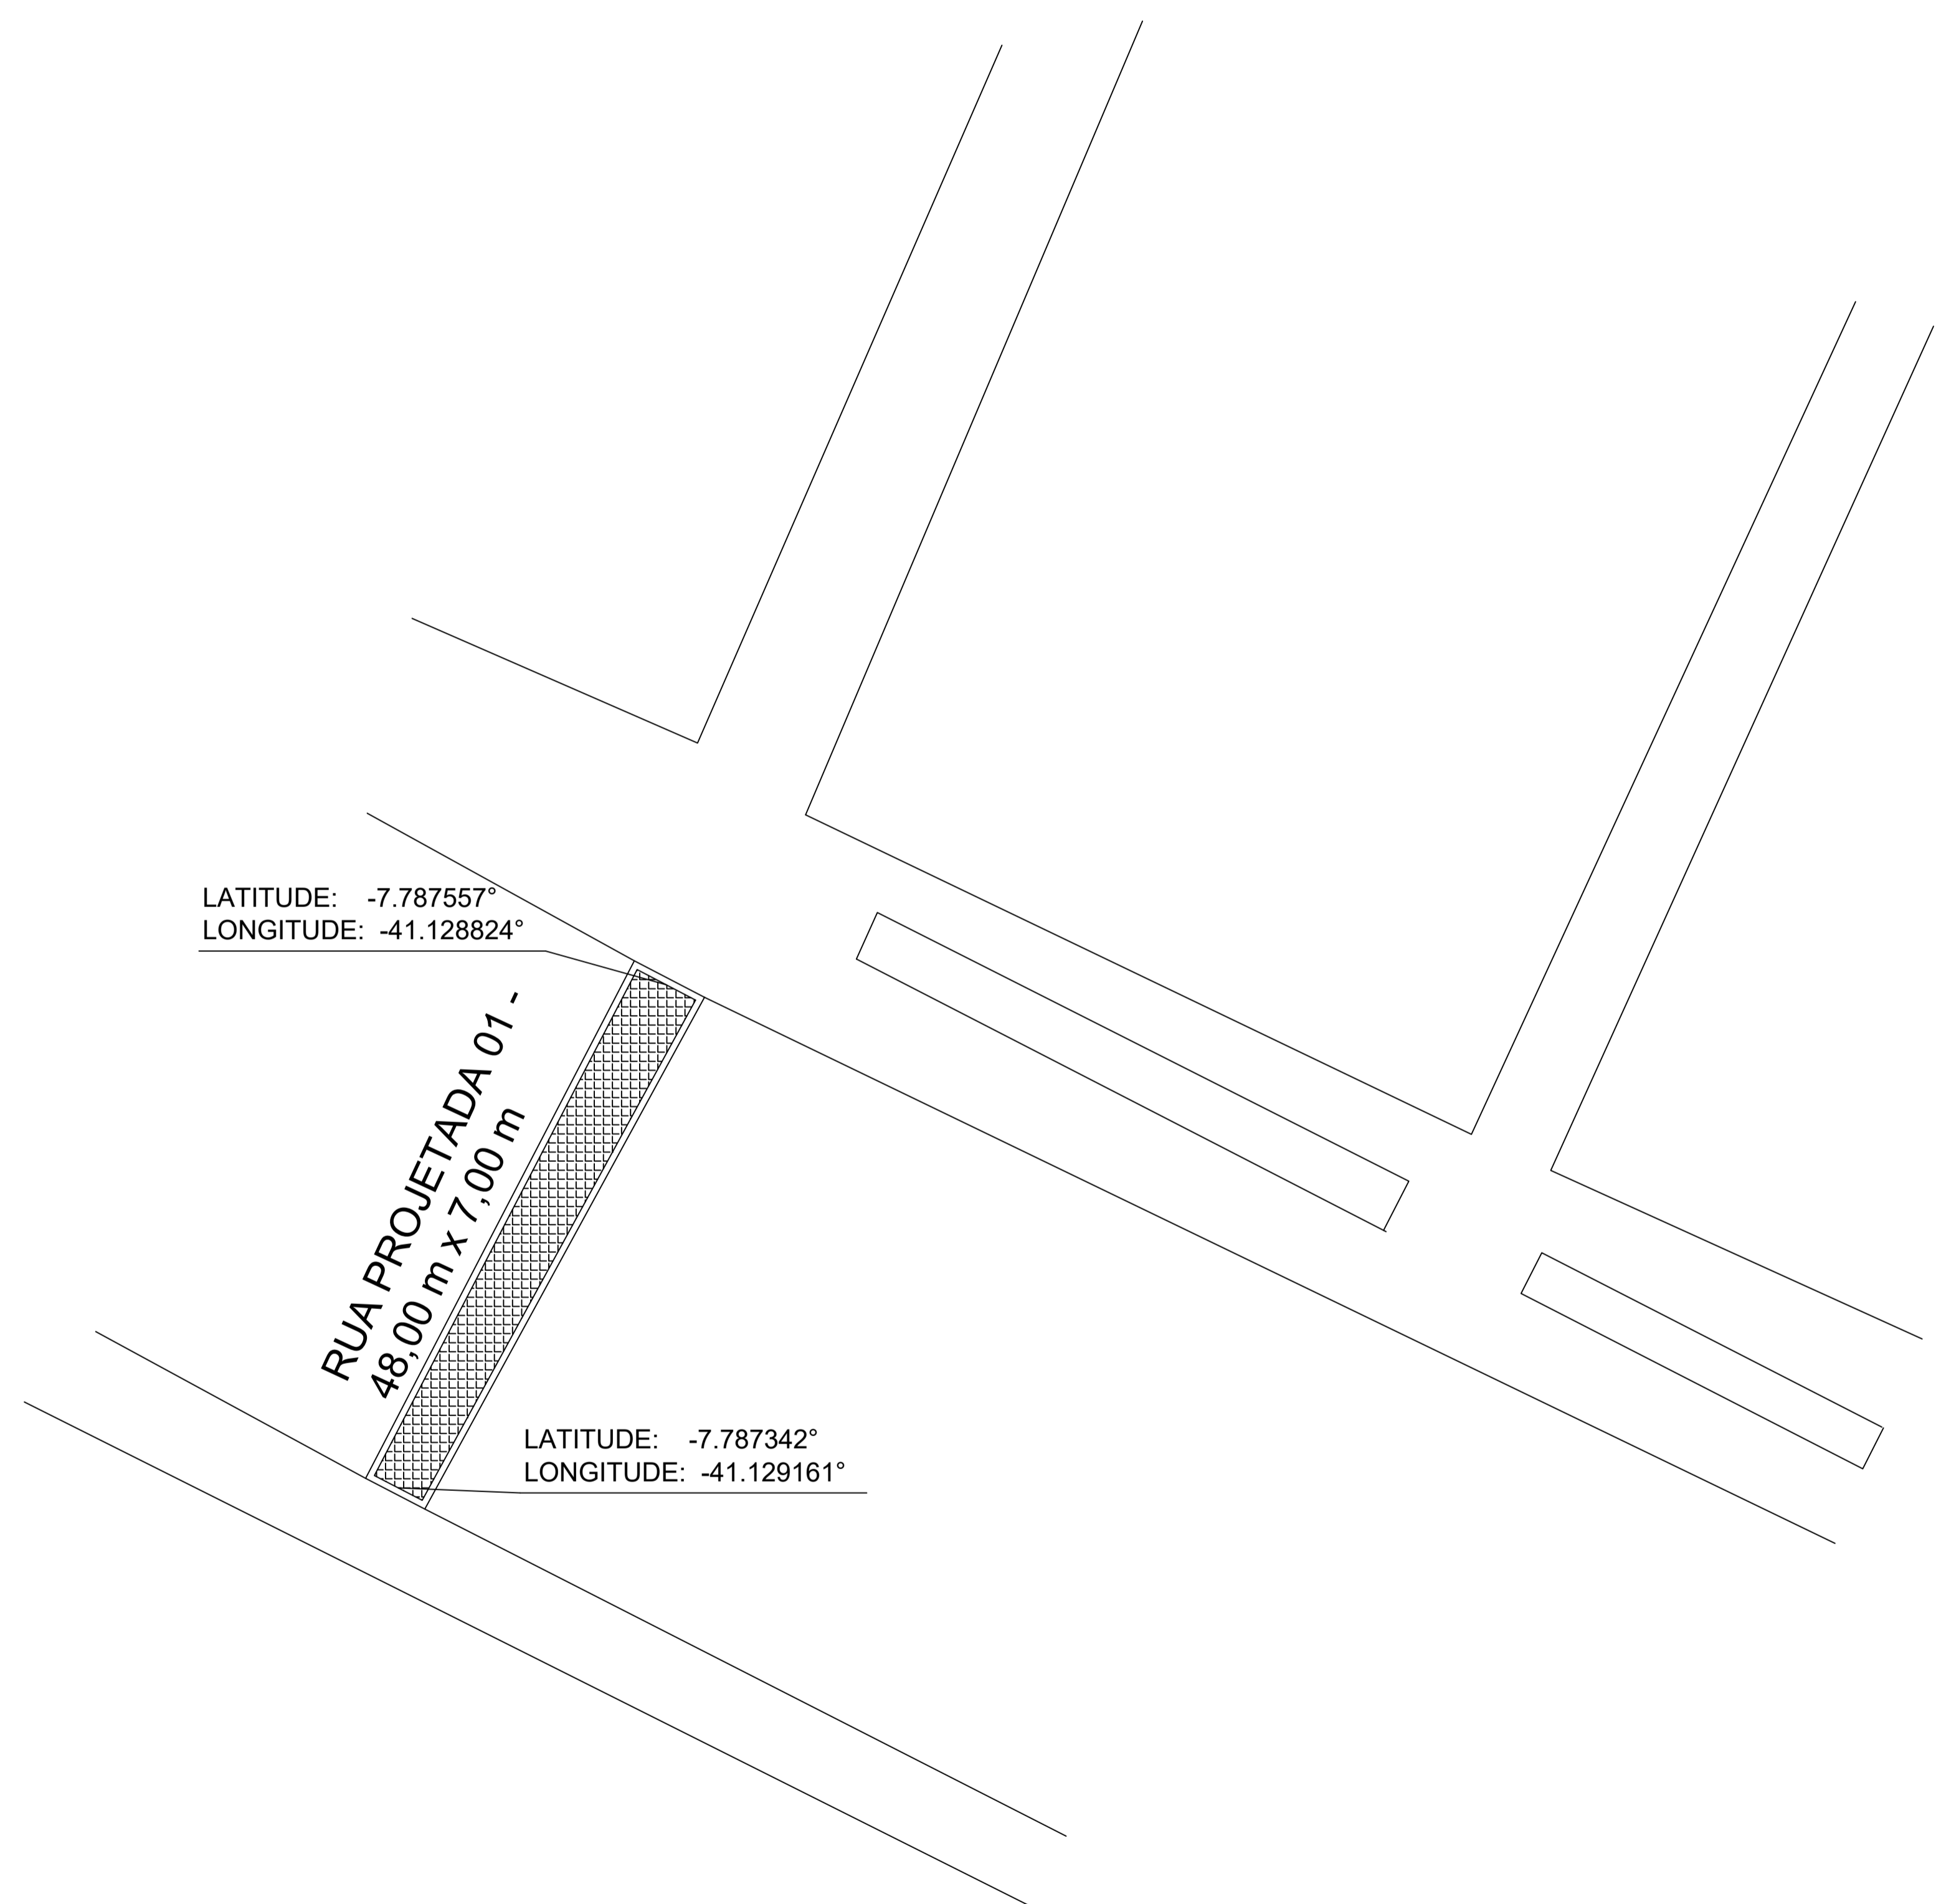 LATITUDE: -7.787557°
LONGITUDE: -41.128824°
RUA PROJETADA 01 -
48,00 m x 7,00 m
LATITUDE: -7.787342°
LONGITUDE: -41.129161°